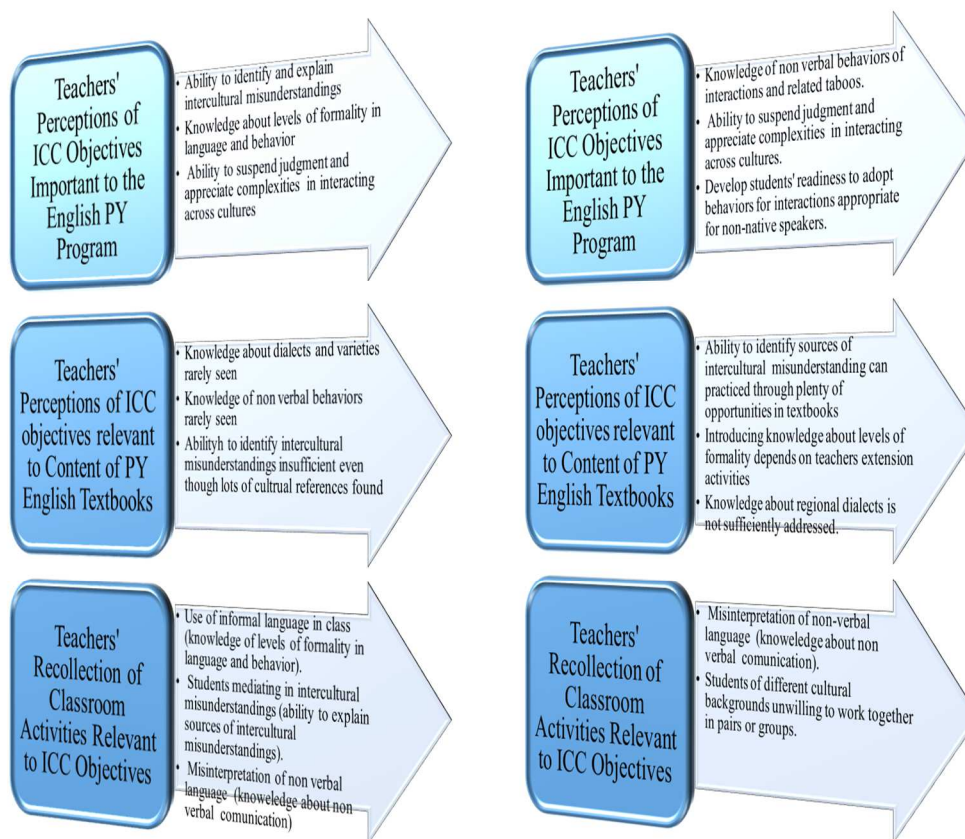 Teachers'
Perceptions of
ICC Objectives
Important to the
English PY
Program
• Ability to identify and explain
intercultural misunderstandings
• Knowledge about levels of formality in
language and behavior
• Ability to suspend judgment and
appreciate complexities in interacting
across cultures
Teachers'
Perceptions of ICC
objectives relevant
to Content of PY
English Textbooks
• Knowledge about dialects and varieties
rarely seen
• Knowledge of non verbal behaviors
rarely seen
• Abilityh to identify intercultural
misunderstandings insufficient even
though lots of cultrual references found
Teachers'
Recollection of
Classroom
Activities Relevant
to ICC Objectives
• Use of informal language in class
(knowledge of levels of formality in
language and behavior).
• Students mediating in intercultural
misunderstandings (ability to explain
sources of intercultural
misunderstandings).
• Misinterpretation of non verbal
language (knoweledge about non
verbal comunication)
Teachers'
Perceptions of
ICC Objectives
Important to the
English PY
Program
• Knowledge of non verbal behaviors of
interactions and related taboos.
• Ability to suspend judgment and
appreciate complexities in interacting
across cultures.
• Develop students' readiness to adopt
behaviors for interactions appropriate
for non-native speakers.
Teachers'
Perceptions of ICC
objectives relevant
to Content of PY
English Textbooks
• Ability to identify sources of
intercultural misunderstanding can
practiced through plenty of
opportunities in textbooks
• Introducing knowledge about levels of
formality depends on teachers extension
activities
• Knowledge about regional dialects is
not sufficiently addressed.
Teachers'
Recollection of
Classroom
Activities Relevant
to ICC Objectives
• Misinterpretation of non-verbal
language (knoweledge about non
verbal comunication).
• Students of different cultural
backgrounds unwilling to work together
in pairs or groups.